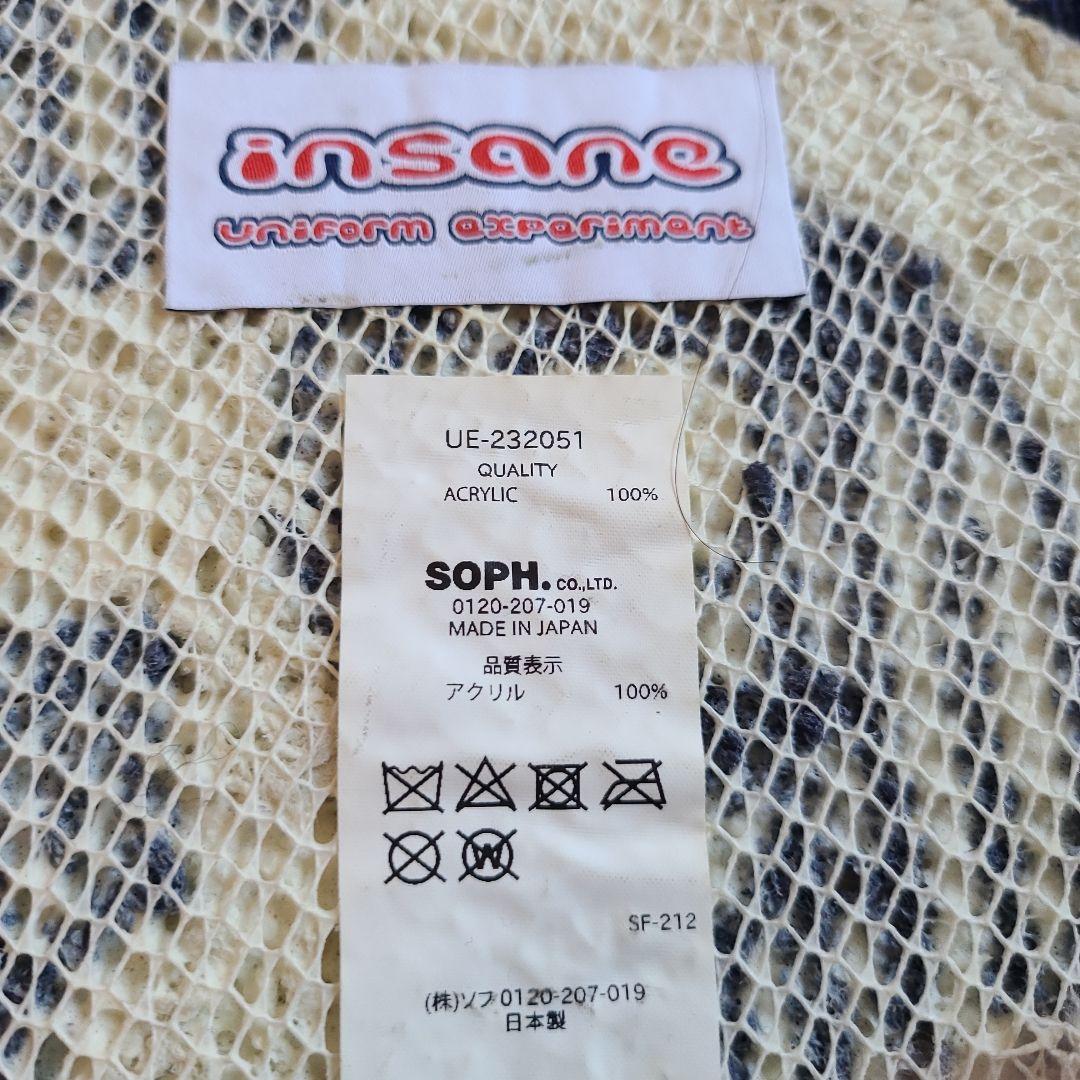 insane
uniform experiment
UE-232051
QUALITY
ACRYLIC 100%
SOPH. CO.,LTD.
0120-207-019
MADE IN JAPAN
品質表示
アクリル 100%
W
SF-212
(株)ソフ 0120-207-019
日本製